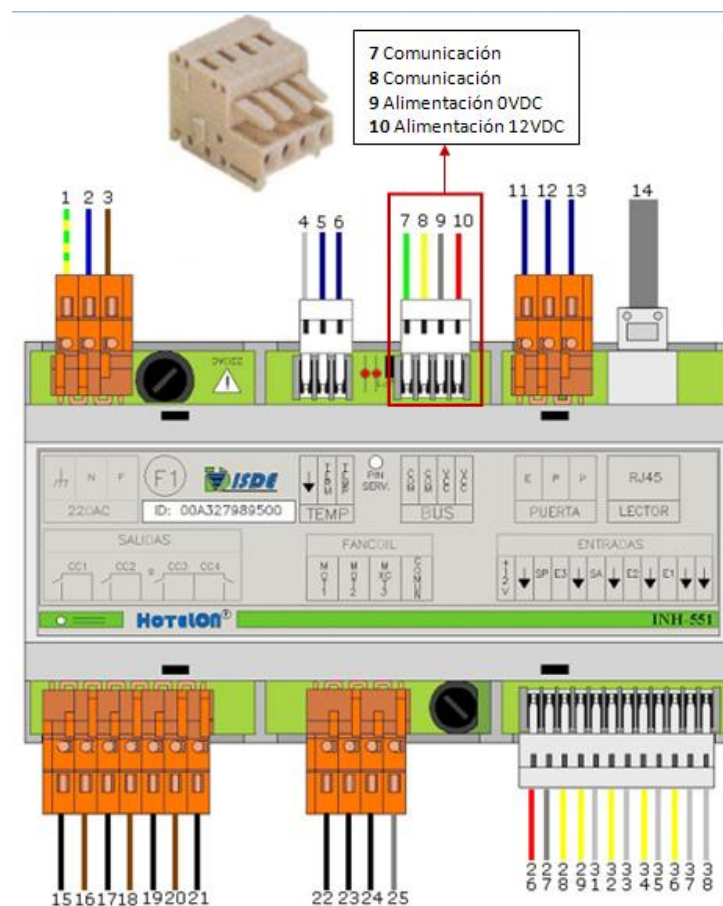 7 Comunicación
8 Comunicación
9 Alimentación 0VDC
10 Alimentación 12VDC
1 2 3
4 5 6
7 8 9 10
11 12 13
14
220AC
N F
F1
ISDE
ID: 00A327989500
220AC
TEMP
PIN
SERV.
BUS
PUERTA
RJ45
LECTOR
SALIDAS
CC1 CC2 CC3 CC4
FANCOIL
ENTRADAS
+12V SP E3 SA E2 E1
HOTELON®
INH-551
15 16 17 18 19 20 21
22 23 24 25
26 27 28 29 31 32 33 34 35 36 37 38